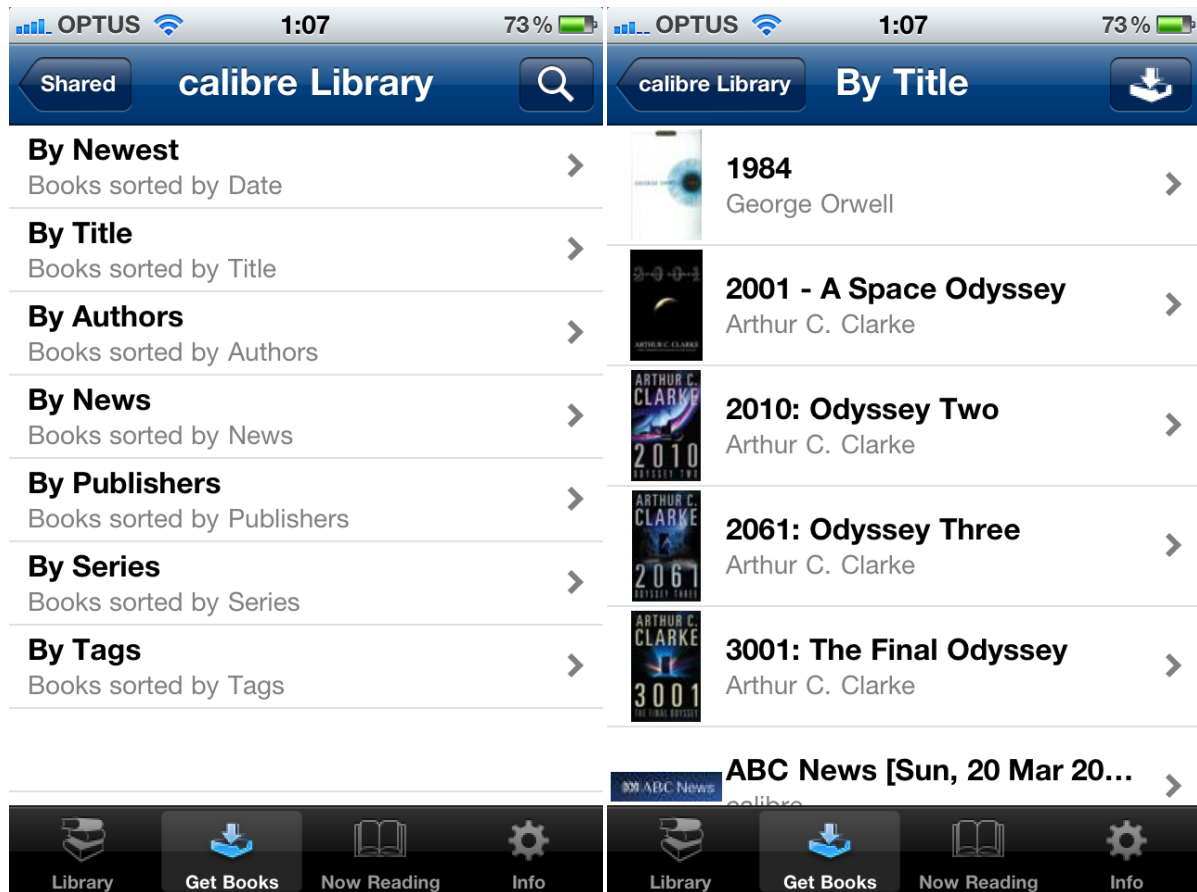 OPTUS 1:07 73%
Shared calibre Library
By Newest
Books sorted by Date
By Title
Books sorted by Title
By Authors
Books sorted by Authors
By News
Books sorted by News
By Publishers
Books sorted by Publishers
By Series
Books sorted by Series
By Tags
Books sorted by Tags
Library Get Books Now Reading Info
OPTUS 1:07 73%
calibre Library By Title
GEORGE ORWELL
1984
George Orwell
2001
ARTHUR C. CLARKE
2001 - A Space Odyssey
Arthur C. Clarke
ARTHUR C.
CLARKE
2010
ODYSSEY TWO
2010: Odyssey Two
Arthur C. Clarke
ARTHUR C.
CLARKE
2061
ODYSSEY THREE
2061: Odyssey Three
Arthur C. Clarke
ARTHUR C.
CLARKE
3001
THE FINAL ODYSSEY
3001: The Final Odyssey
Arthur C. Clarke
ABC News
ABC News [Sun, 20 Mar 20...
calibre
Library Get Books Now Reading Info